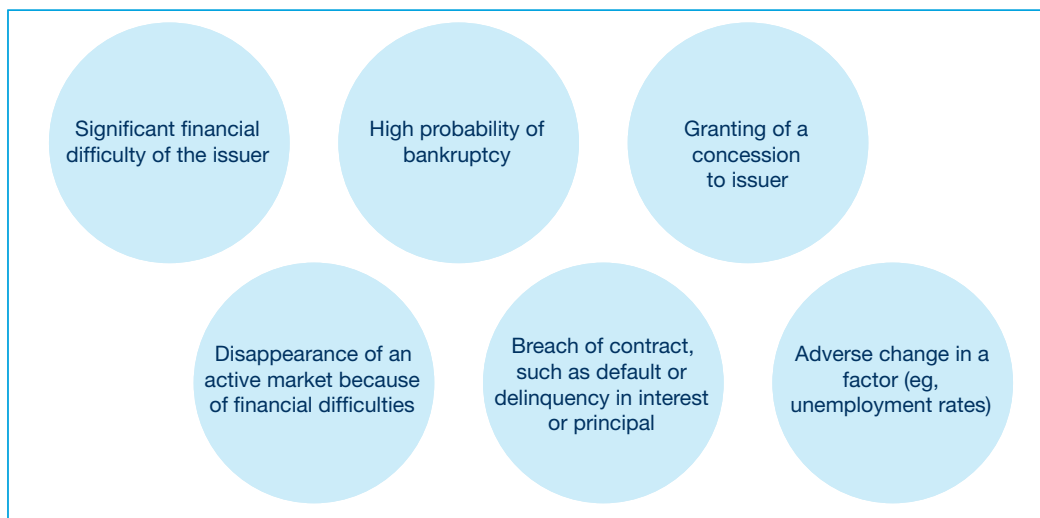 Significant financial
difficulty of the issuer
High probability of
bankruptcy
Granting of a
concession
to issuer
Disappearance of an
active market because
of financial difficulties
Breach of contract,
such as default or
delinquency in interest
or principal
Adverse change in a
factor (eg,
unemployment rates)